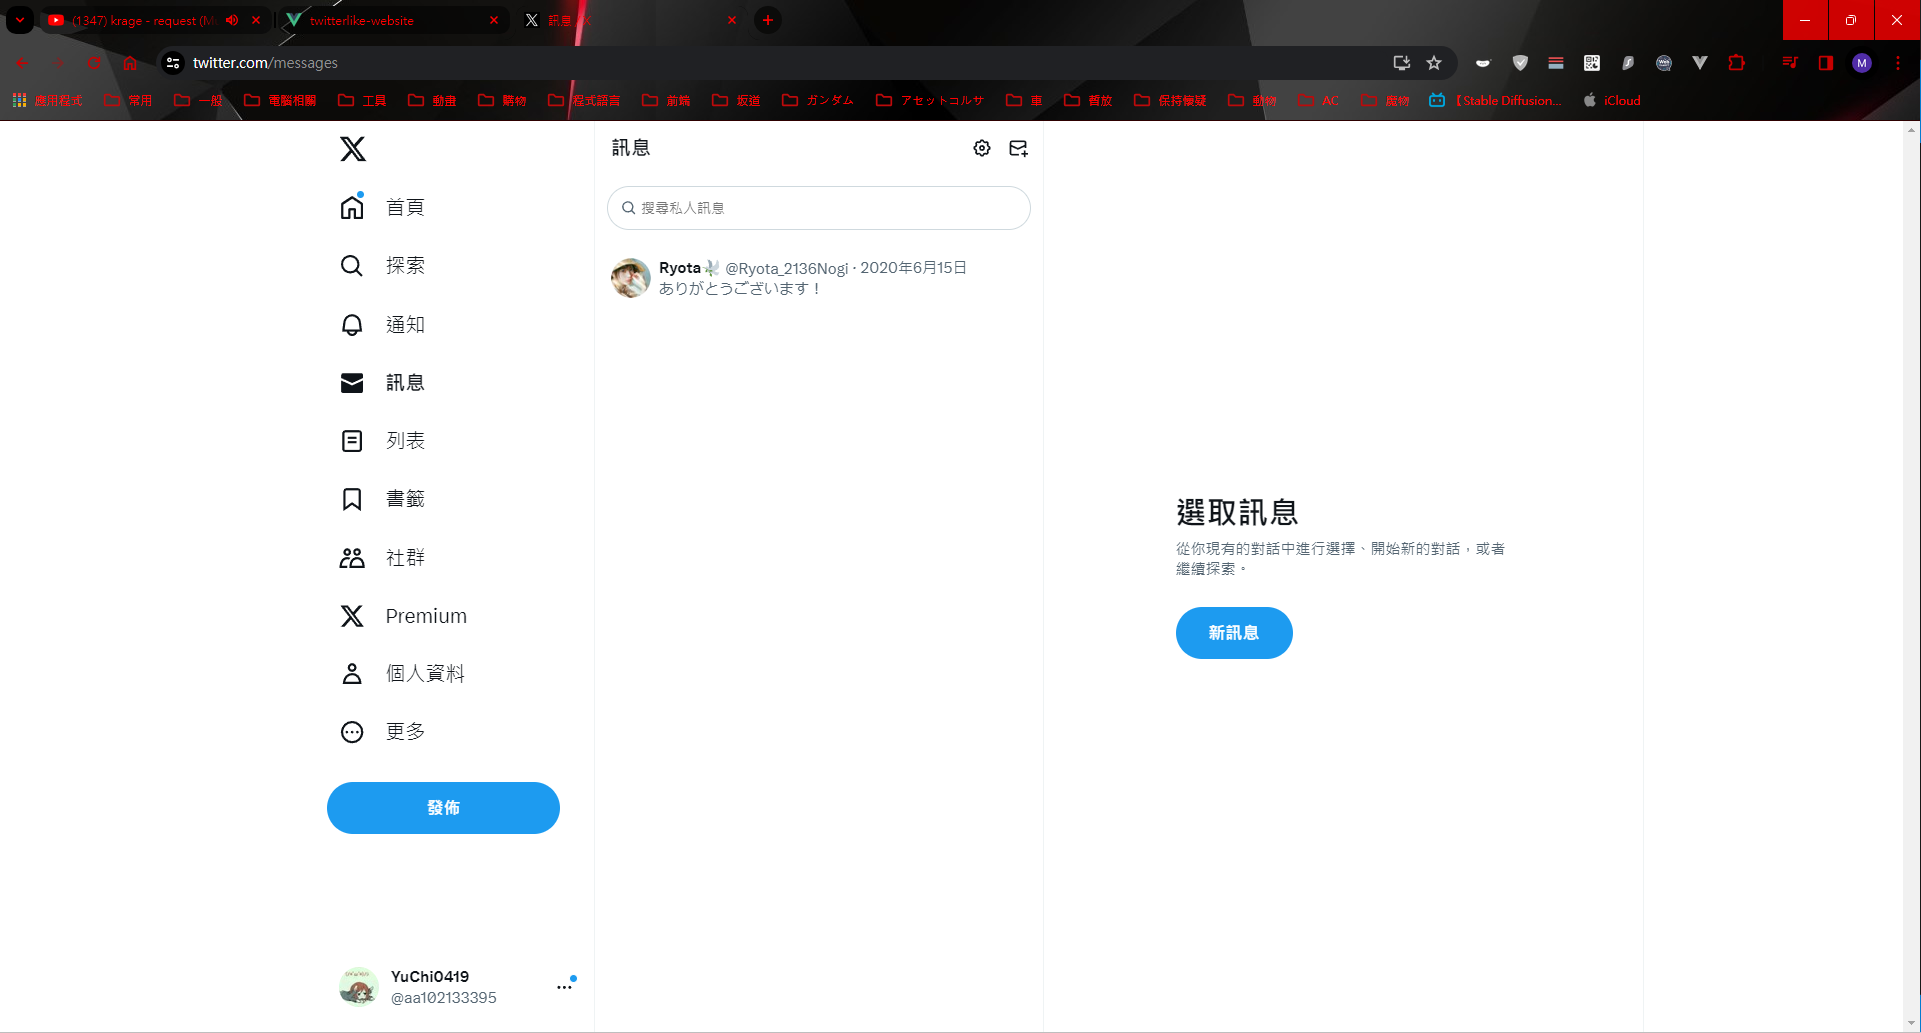 (1347) krage - request (Mu
twitterlike-website
訊息 / X
twitter.com/messages
應用程式
常用
一般
電腦相關
工具
動畫
購物
程式語言
前端
坂道
ガンダム
アセットコルサ
車
暫放
保持懷疑
動物
AC
魔物
【Stable Diffusion...
iCloud
首頁
探索
通知
訊息
列表
書籤
社群
Premium
個人資料
更多
發佈
YuChi0419
@aa102133395
訊息
搜尋私人訊息
Ryota🕊 @Ryota_2136Nogi · 2020年6月15日
ありがとうございます！
選取訊息
從你現有的對話中進行選擇、開始新的對話，或者
繼續探索。
新訊息
M